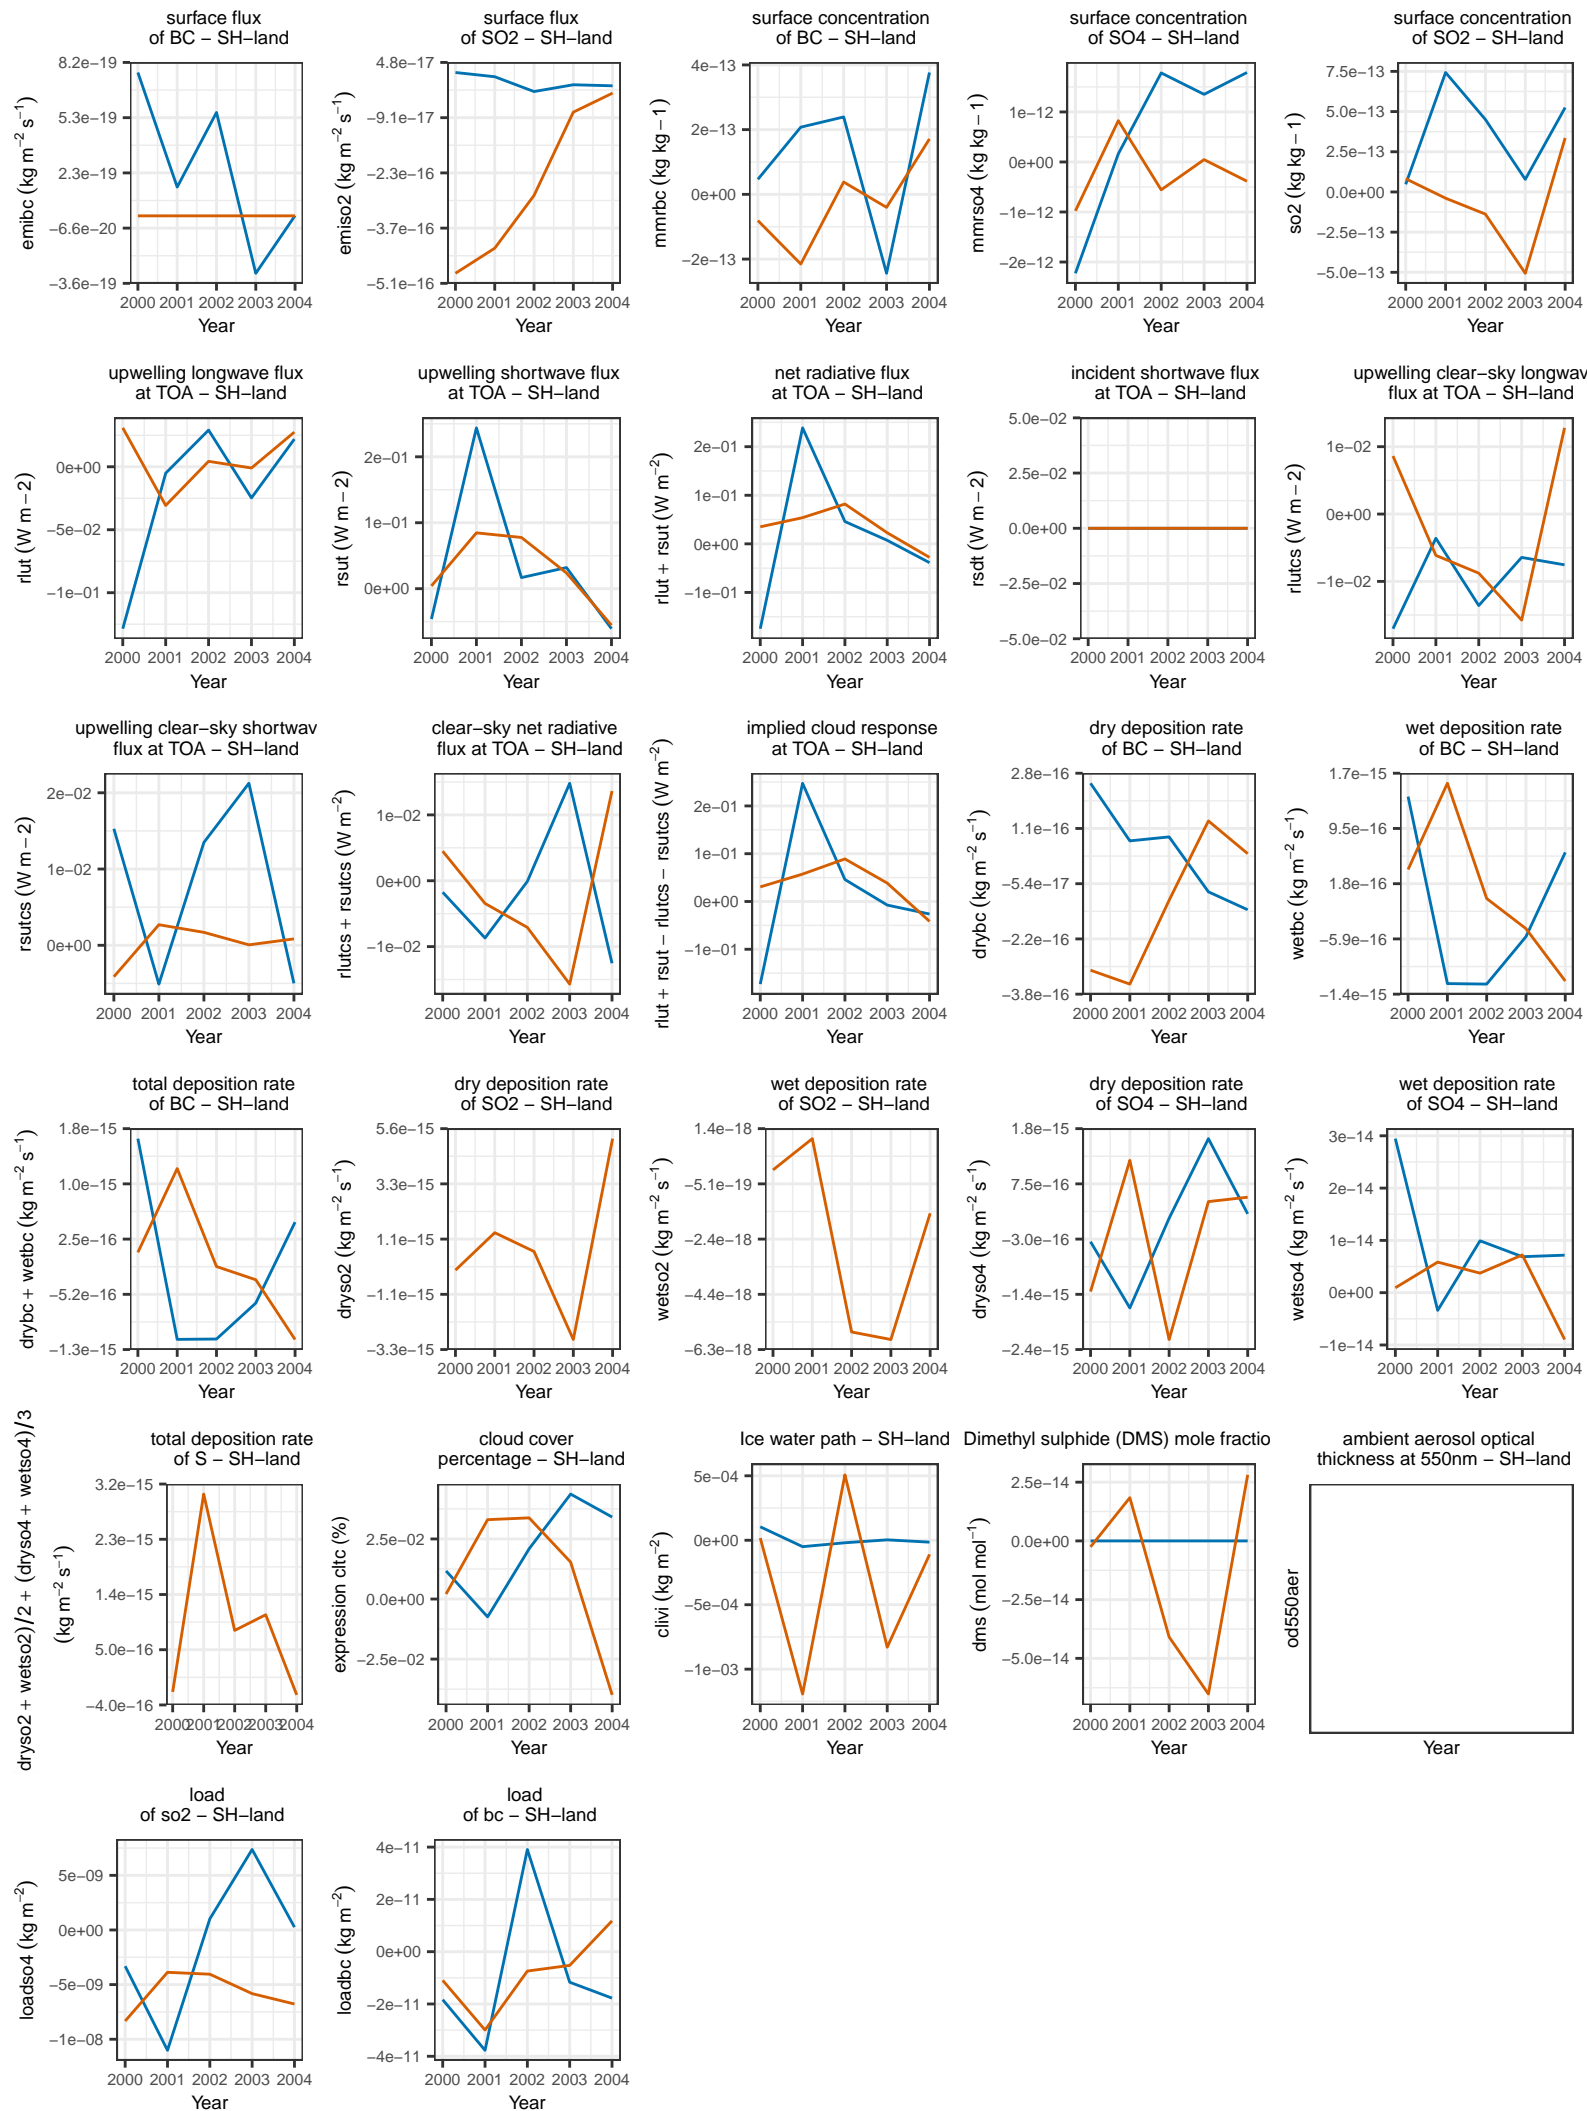 surface flux
of BC − SH−land
emibc (kg m−2 s−1)
8.2e−19
5.3e−19
2.3e−19
−6.6e−20
−3.6e−19
2000 2001 2002 2003 2004
Year
surface flux
of SO2 − SH−land
emiso2 (kg m−2 s−1)
4.8e−17
−9.1e−17
−2.3e−16
−3.7e−16
−5.1e−16
2000 2001 2002 2003 2004
Year
surface concentration
of BC − SH−land
mmrbc (kg kg − 1)
4e−13
2e−13
0e+00
−2e−13
2000 2001 2002 2003 2004
Year
surface concentration
of SO4 − SH−land
mmrso4 (kg kg − 1)
1e−12
0e+00
−1e−12
−2e−12
2000 2001 2002 2003 2004
Year
surface concentration
of SO2 − SH−land
so2 (kg kg − 1)
7.5e−13
5.0e−13
2.5e−13
0.0e+00
−2.5e−13
−5.0e−13
2000 2001 2002 2003 2004
Year
upwelling longwave flux
at TOA − SH−land
rlut (W m − 2)
0e+00
−5e−02
−1e−01
2000 2001 2002 2003 2004
Year
upwelling shortwave flux
at TOA − SH−land
rsut (W m − 2)
2e−01
1e−01
0e+00
2000 2001 2002 2003 2004
Year
net radiative flux
at TOA − SH−land
rlut + rsut (W m−2)
2e−01
1e−01
0e+00
−1e−01
2000 2001 2002 2003 2004
Year
incident shortwave flux
at TOA − SH−land
rsdt (W m − 2)
5.0e−02
2.5e−02
0.0e+00
−2.5e−02
−5.0e−02
2000 2001 2002 2003 2004
Year
upwelling clear−sky longwav
flux at TOA − SH−land
rlutcs (W m − 2)
1e−02
0e+00
−1e−02
2000 2001 2002 2003 2004
Year
upwelling clear−sky shortwav
flux at TOA − SH−land
rsutcs (W m − 2)
2e−02
1e−02
0e+00
2000 2001 2002 2003 2004
Year
clear−sky net radiative
flux at TOA − SH−land
rlutcs + rsutcs (W m−2)
1e−02
0e+00
−1e−02
2000 2001 2002 2003 2004
Year
implied cloud response
at TOA − SH−land
rlut + rsut − rlutcs − rsutcs (W m−2)
2e−01
1e−01
0e+00
−1e−01
2000 2001 2002 2003 2004
Year
dry deposition rate
of BC − SH−land
drybc (kg m−2 s−1)
2.8e−16
1.1e−16
−5.4e−17
−2.2e−16
−3.8e−16
2000 2001 2002 2003 2004
Year
wet deposition rate
of BC − SH−land
wetbc (kg m−2 s−1)
1.7e−15
9.5e−16
1.8e−16
−5.9e−16
−1.4e−15
2000 2001 2002 2003 2004
Year
total deposition rate
of BC − SH−land
drybc + wetbc (kg m−2 s−1)
1.8e−15
1.0e−15
2.5e−16
−5.2e−16
−1.3e−15
2000 2001 2002 2003 2004
Year
dry deposition rate
of SO2 − SH−land
dryso2 (kg m−2 s−1)
5.6e−15
3.3e−15
1.1e−15
−1.1e−15
−3.3e−15
2000 2001 2002 2003 2004
Year
wet deposition rate
of SO2 − SH−land
wetso2 (kg m−2 s−1)
1.4e−18
−5.1e−19
−2.4e−18
−4.4e−18
−6.3e−18
2000 2001 2002 2003 2004
Year
dry deposition rate
of SO4 − SH−land
dryso4 (kg m−2 s−1)
1.8e−15
7.5e−16
−3.0e−16
−1.4e−15
−2.4e−15
2000 2001 2002 2003 2004
Year
wet deposition rate
of SO4 − SH−land
wetso4 (kg m−2 s−1)
3e−14
2e−14
1e−14
0e+00
−1e−14
2000 2001 2002 2003 2004
Year
total deposition rate
of S − SH−land
dryso2 + wetso2)/2 + (dryso4 + wetso4)/3
(kg m−2 s−1)
3.2e−15
2.3e−15
1.4e−15
5.0e−16
−4.0e−16
2000 2001 2002 2003 2004
Year
cloud cover
percentage − SH−land
expression cltc (%)
2.5e−02
0.0e+00
−2.5e−02
2000 2001 2002 2003 2004
Year
Ice water path − SH−land
clivi (kg m−2)
5e−04
0e+00
−5e−04
−1e−03
2000 2001 2002 2003 2004
Year
Dimethyl sulphide (DMS) mole fractio
dms (mol mol−1)
2.5e−14
0.0e+00
−2.5e−14
−5.0e−14
2000 2001 2002 2003 2004
Year
ambient aerosol optical
thickness at 550nm − SH−land
od550aer
Year
load
of so2 − SH−land
loadso4 (kg m−2)
5e−09
0e+00
−5e−09
−1e−08
2000 2001 2002 2003 2004
Year
load
of bc − SH−land
loadbc (kg m−2)
4e−11
2e−11
0e+00
−2e−11
−4e−11
2000 2001 2002 2003 2004
Year